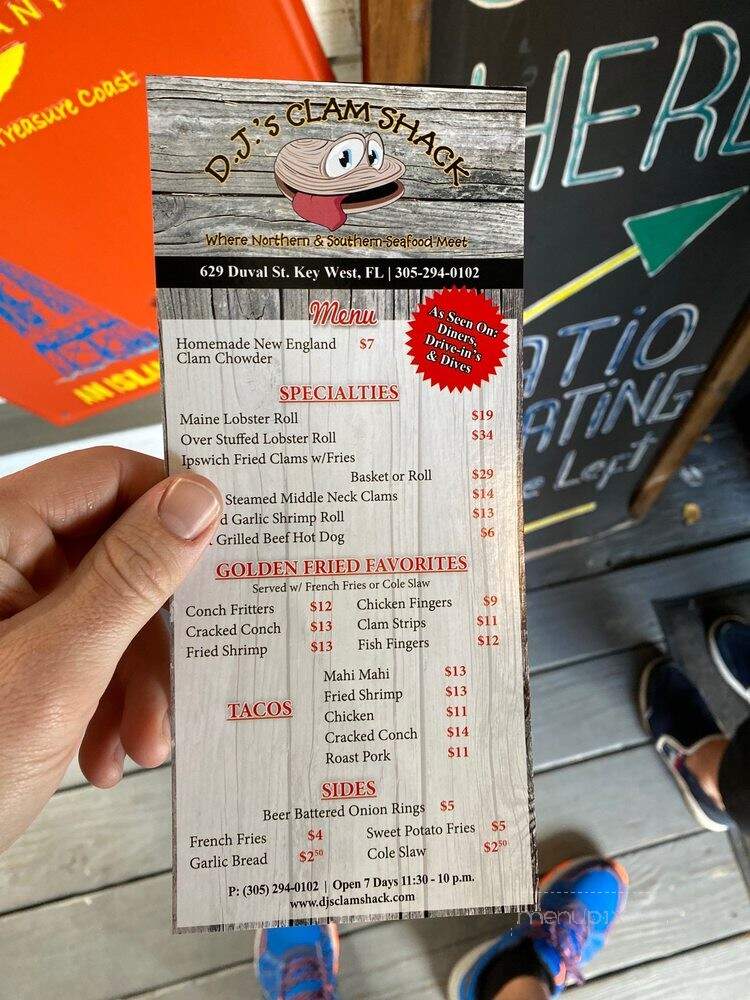 Treasure Coast
D.J.'s CLAM SHACK
Where Northern & Southern Seafood Meet
629 Duval St. Key West, FL | 305-294-0102
Menu
As Seen On:
Diners,
Drive-in's
& Dives
Homemade New England $7
Clam Chowder
SPECIALTIES
Maine Lobster Roll $19
Over Stuffed Lobster Roll $34
Ipswich Fried Clams w/Fries
Basket or Roll $29
Steamed Middle Neck Clams $14
Garlic Shrimp Roll $13
Grilled Beef Hot Dog $6
GOLDEN FRIED FAVORITES
Served w/ French Fries or Cole Slaw
Conch Fritters $12 Chicken Fingers $9
Cracked Conch $13 Clam Strips $11
Fried Shrimp $13 Fish Fingers $12
TACOS
Mahi Mahi $13
Fried Shrimp $13
Chicken $11
Cracked Conch $14
Roast Pork $11
SIDES
Beer Battered Onion Rings $5
French Fries $4 Sweet Potato Fries $5
Garlic Bread $2⁵⁰ Cole Slaw $2⁵⁰
P: (305) 294-0102 | Open 7 Days 11:30 - 10 p.m.
www.djsclamshack.com
Left